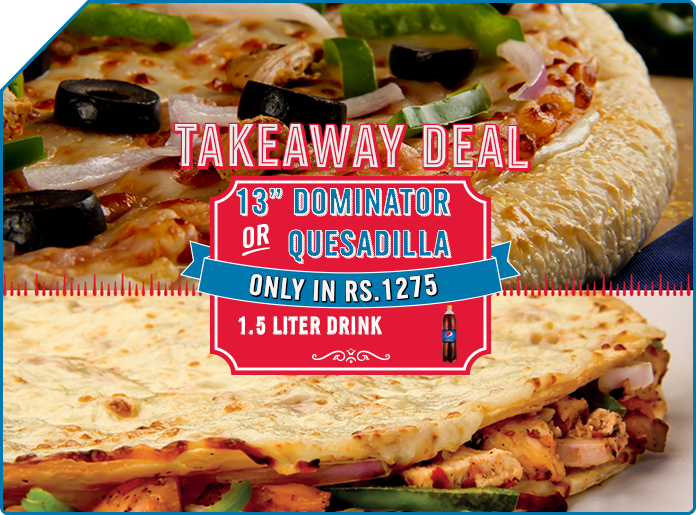 TAKEAWAY DEAL
13” DOMINATOR
OR QUESADILLA
ONLY IN RS.1275
1.5 LITER DRINK